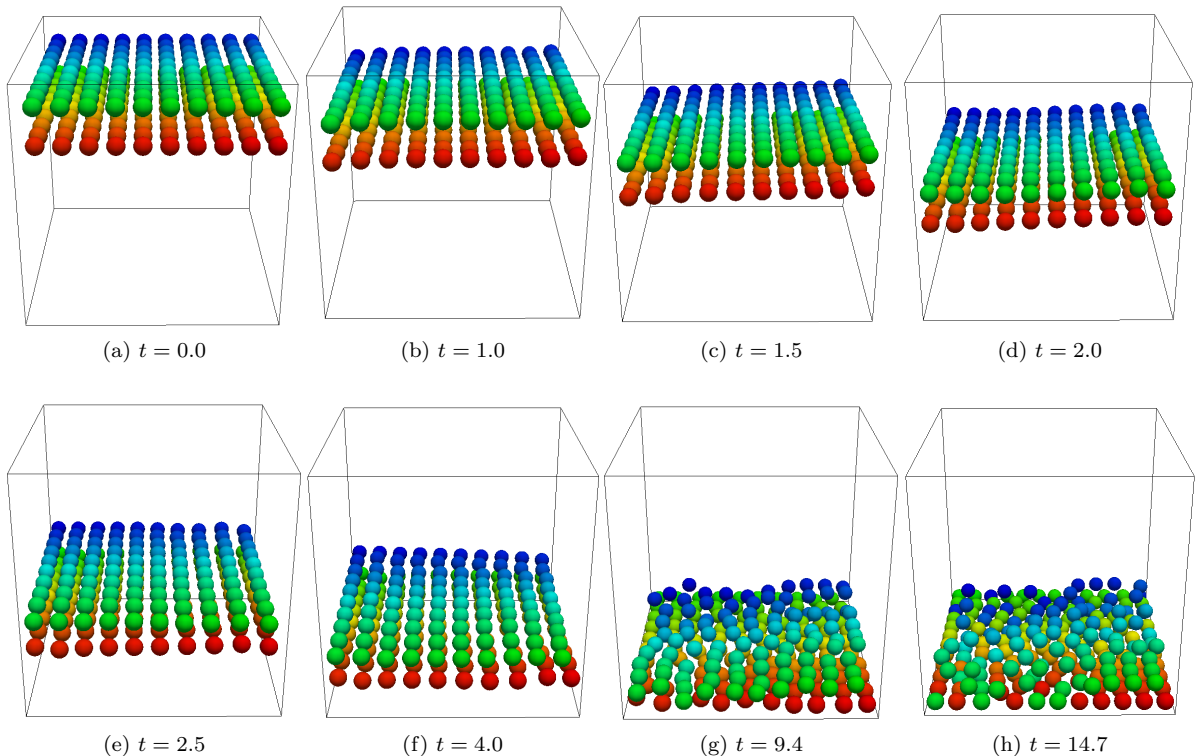 (a) t = 0.0
(b) t = 1.0
(c) t = 1.5
(d) t = 2.0
(e) t = 2.5
(f) t = 4.0
(g) t = 9.4
(h) t = 14.7